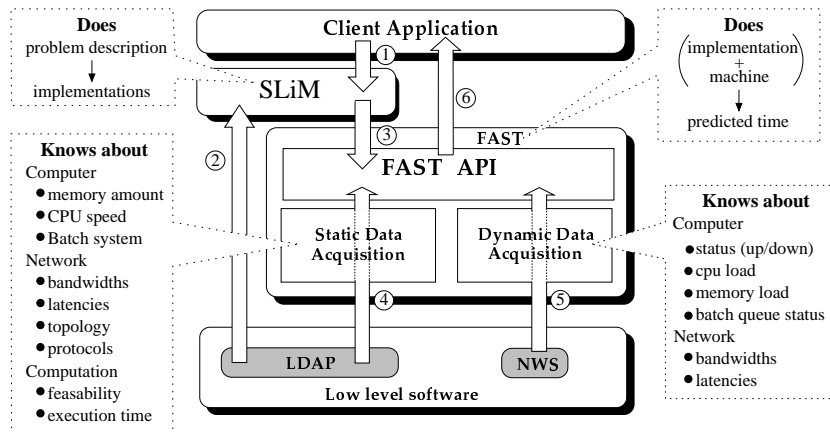 Does
problem description
implementations
Knows about
Computer
● memory amount
● CPU speed
● Batch system
Network
● bandwidths
● latencies
● topology
● protocols
Computation
● feasability
● execution time
Client Application
1
SLiM
6
2
3
FAST
FAST API
Static Data
Acquisition
Dynamic Data
Acquisition
4
5
LDAP
NWS
Low level software
Does
(implementation
+
machine)
predicted time
Knows about
Computer
● status (up/down)
● cpu load
● memory load
● batch queue status
Network
● bandwidths
● latencies